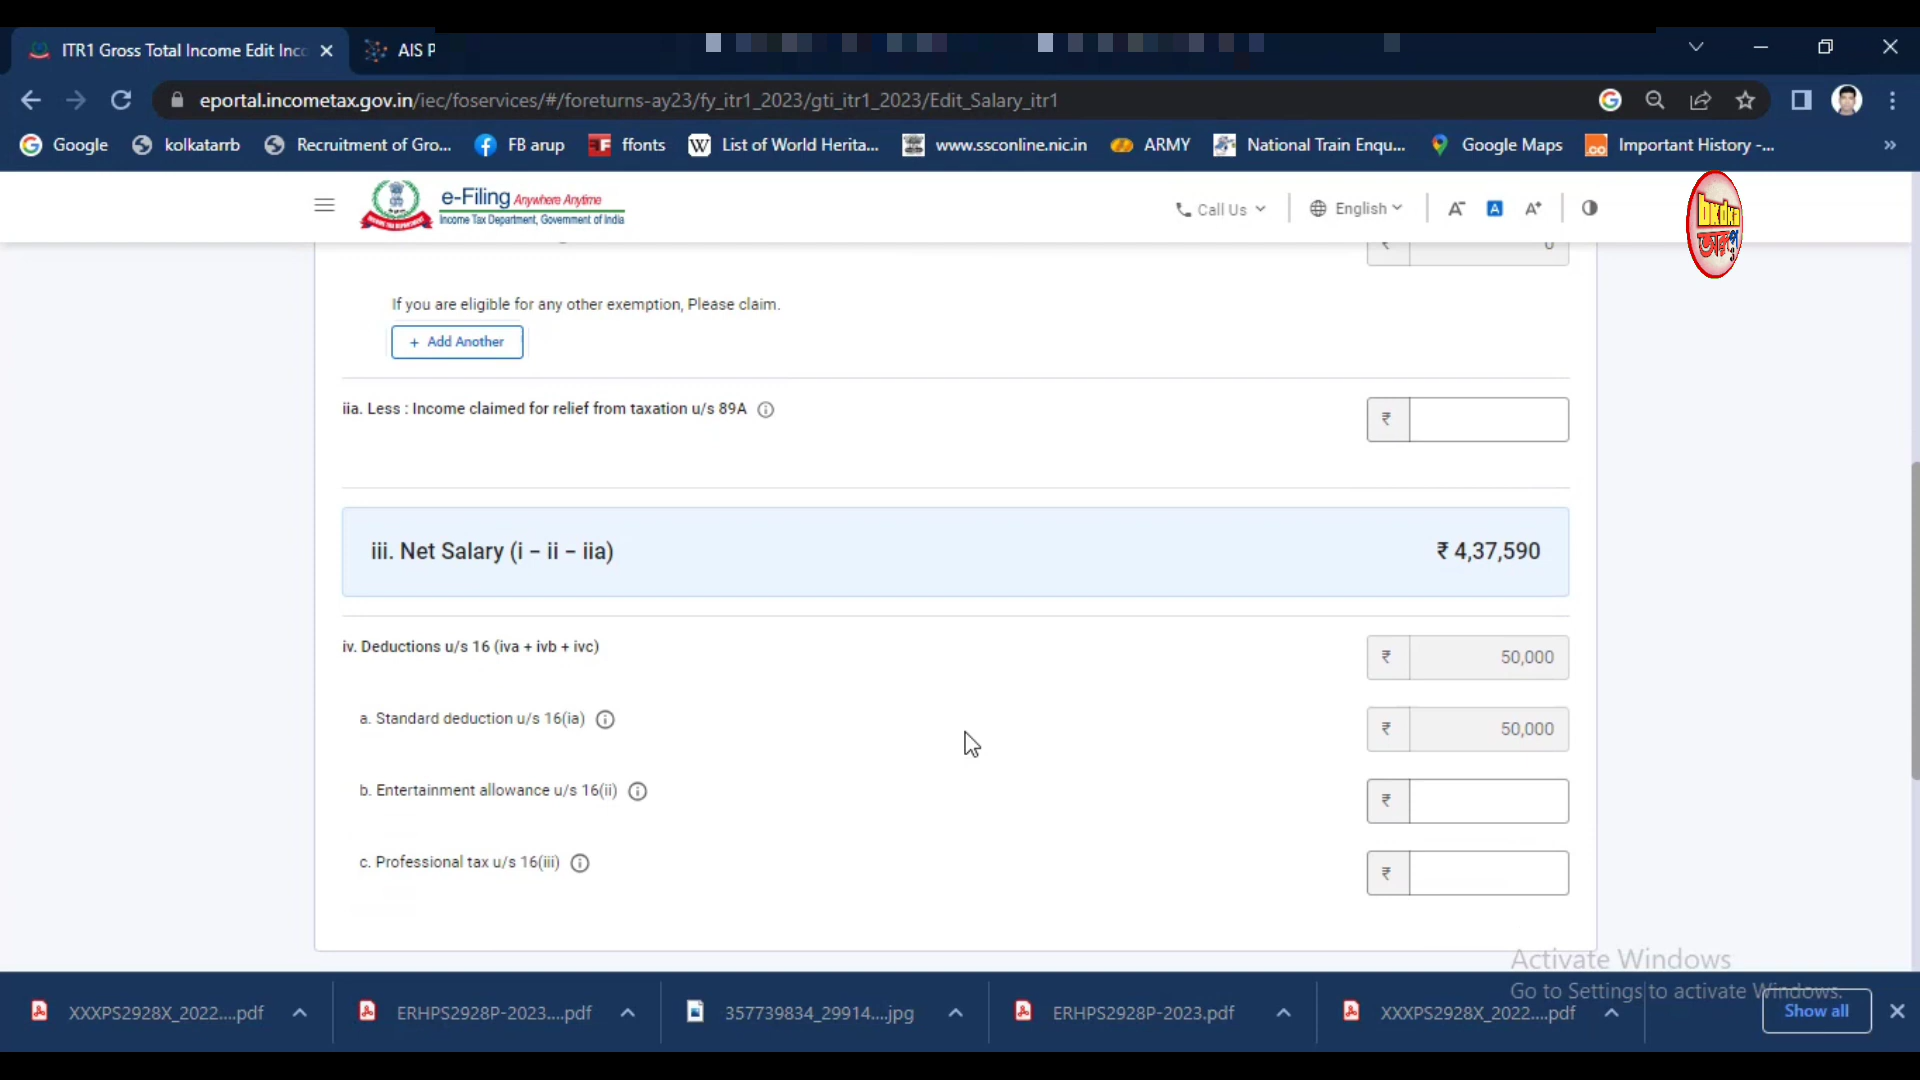 ITR1 Gross Total Income Edit Inc
AIS P
eportal.incometax.gov.in/iec/foservices/#/foreturns-ay23/fy_itr1_2023/gti_itr1_2023/Edit_Salary_itr1
Google kolkatarrb Recruitment of Gro... FB arup ffonts List of World Herita... www.ssconline.nic.in ARMY National Train Enqu... Google Maps Important History -... »
e-Filing Anywhere Anytime
Income Tax Department, Government of India
Call Us English A- A A+
bkdka
অরূপ
₹ 0
If you are eligible for any other exemption, Please claim.
+ Add Another
iia. Less : Income claimed for relief from taxation u/s 89A ₹
iii. Net Salary (i – ii – iia) ₹ 4,37,590
iv. Deductions u/s 16 (iva + ivb + ivc) ₹ 50,000
a. Standard deduction u/s 16(ia) ₹ 50,000
b. Entertainment allowance u/s 16(ii) ₹
c. Professional tax u/s 16(iii) ₹
Activate Windows
Go to Settings to activate Windows.
XXXPS2928X_2022....pdf ERHPS2928P-2023....pdf 357739834_29914....jpg ERHPS2928P-2023.pdf XXXPS2928X_2022....pdf Show all